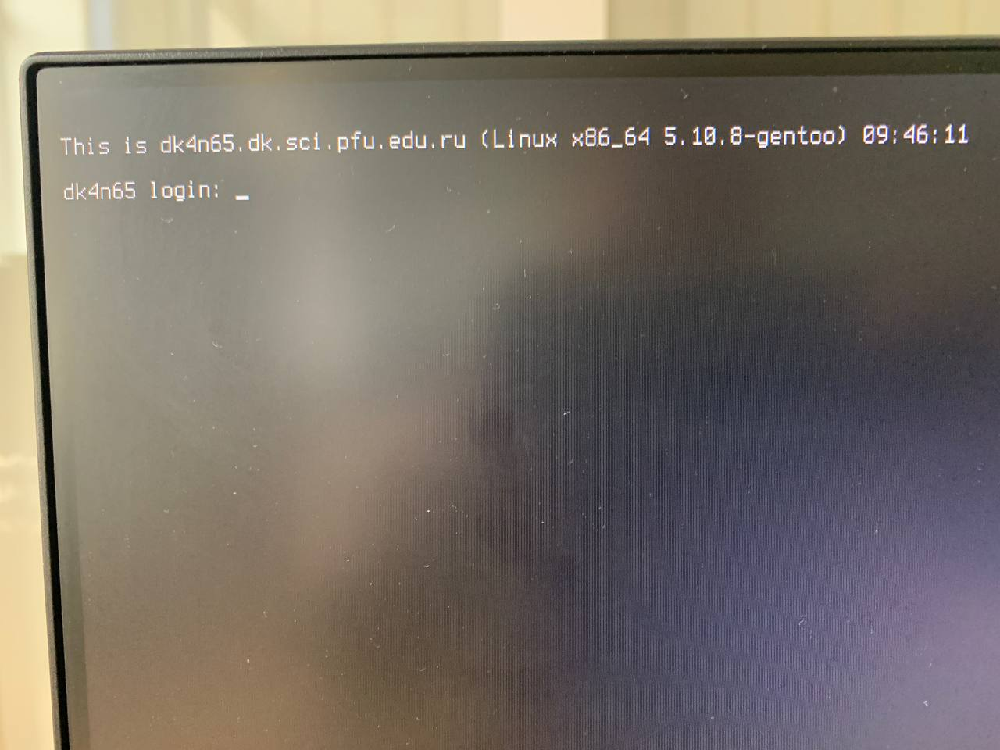 This is dk4n65.dk.sci.pfu.edu.ru (Linux x86_64 5.10.8-gentoo) 09:46:11
dk4n65 login: _